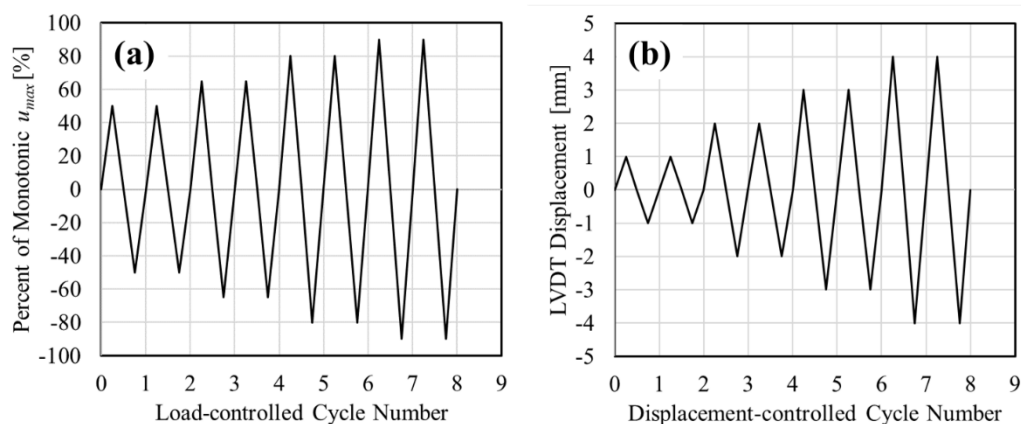 (a)
Percent of Monotonic u_max [%]
100
80
60
40
20
0
-20
-40
-60
-80
-100
0 1 2 3 4 5 6 7 8 9
Load-controlled Cycle Number
(b)
LVDT Displacement [mm]
5
4
3
2
1
0
-1
-2
-3
-4
-5
0 1 2 3 4 5 6 7 8 9
Displacement-controlled Cycle Number